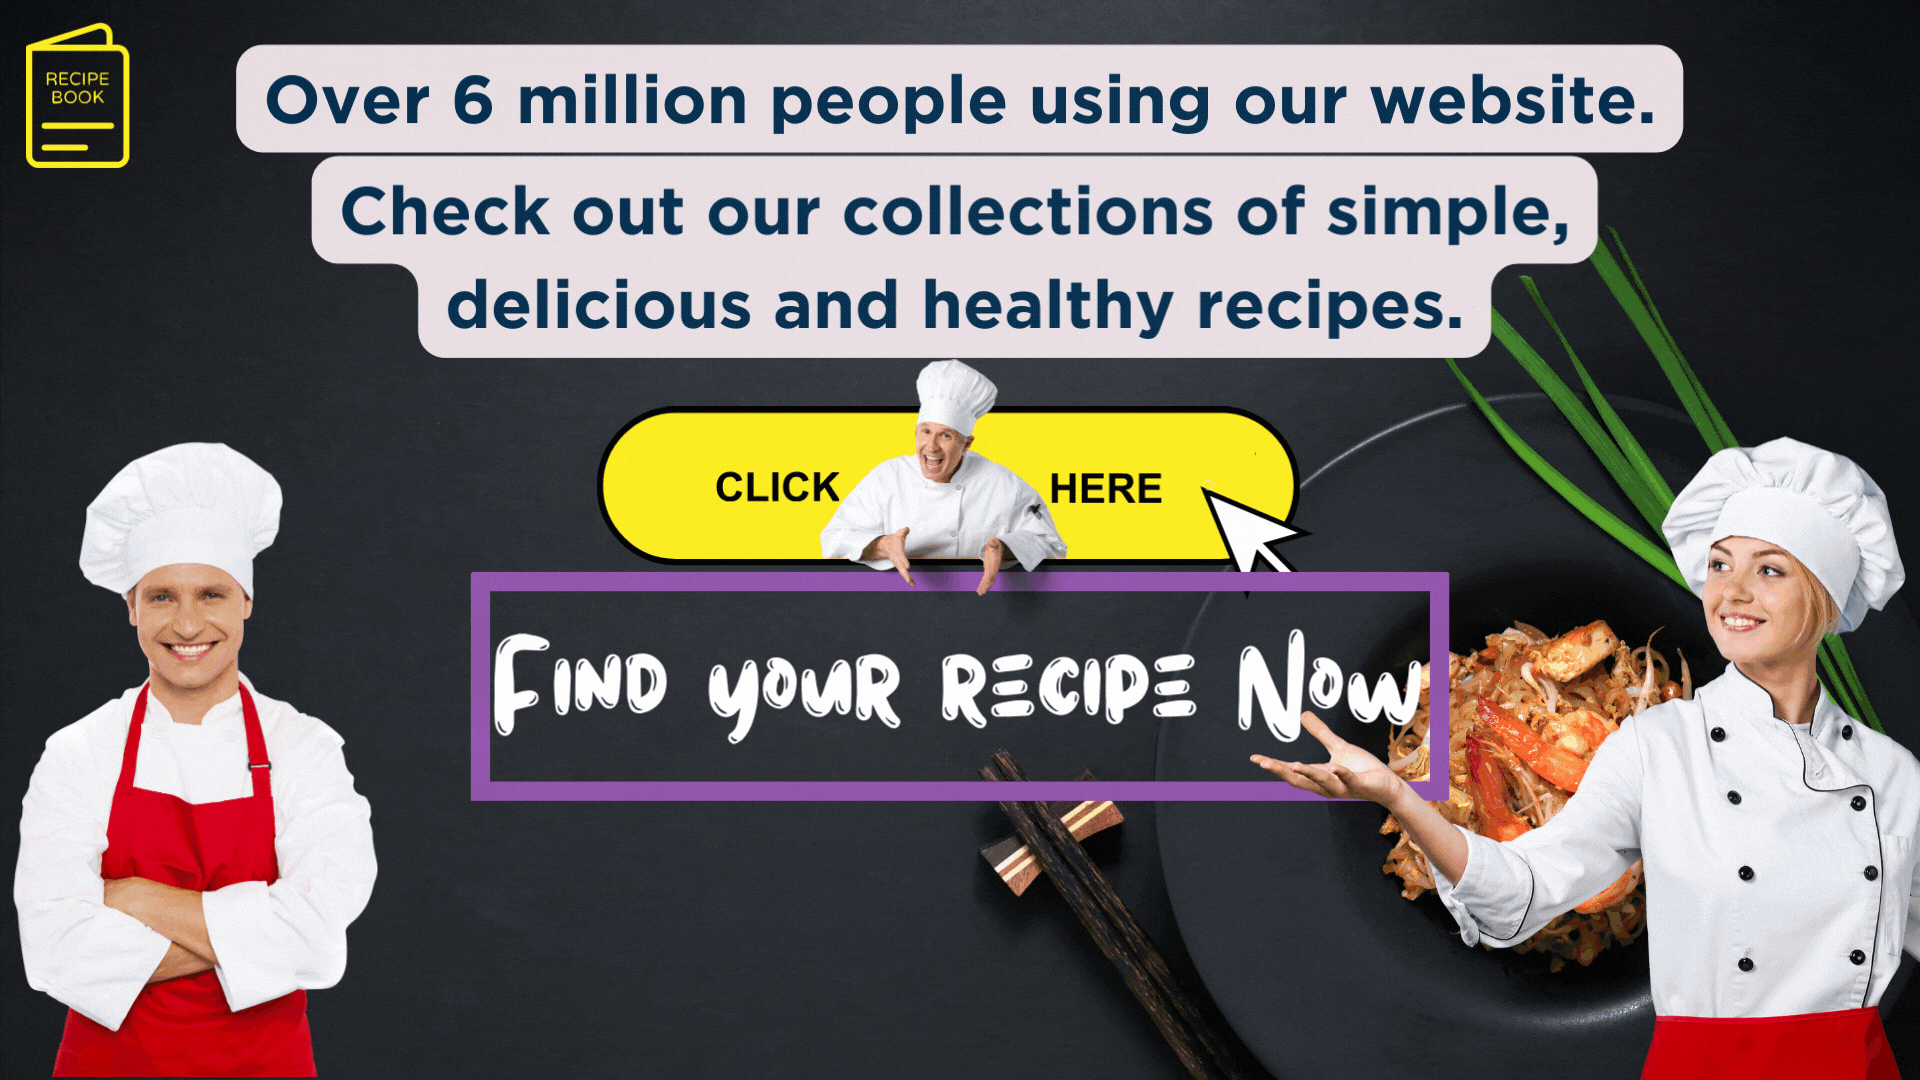 RECIPE
BOOK
Over 6 million people using our website.
Check out our collections of simple,
delicious and healthy recipes.
CLICK HERE
FIND YOUR RECIPE NOW